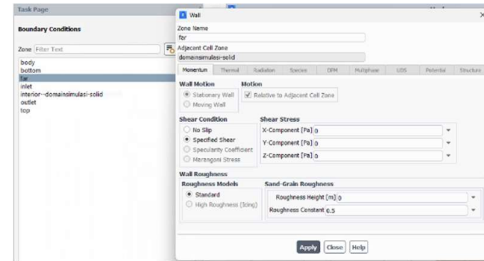 Task Page
Boundary Conditions
Zone Filter Text
body
bottom
far
inlet
interior--domainsimulasi-solid
outlet
top
Wall
Zone Name
far
Adjacent Cell Zone
domainsimulasi-solid
Momentum Thermal Radiation Species DPM Multiphase UDS Potential Structure
Wall Motion Motion
Stationary Wall Relative to Adjacent Cell Zone
Moving Wall
Shear Condition Shear Stress
No Slip X-Component [Pa] 0
Specified Shear Y-Component [Pa] 0
Specularity Coefficient Z-Component [Pa] 0
Marangoni Stress
Wall Roughness
Roughness Models Sand-Grain Roughness
Standard Roughness Height [m] 0
High Roughness (Icing) Roughness Constant 0.5
Apply Close Help